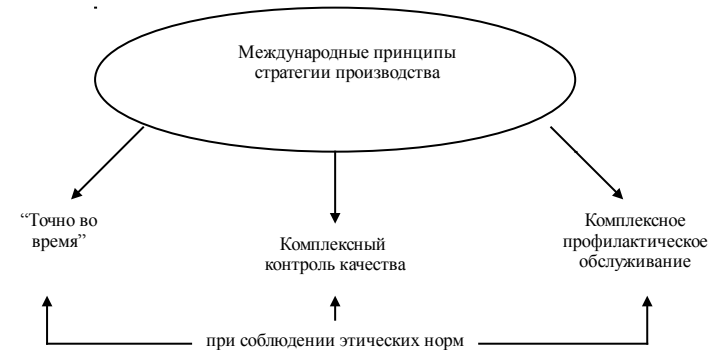 Международные принципы
стратегии производства
“Точно во
время”
Комплексный
контроль качества
Комплексное
профилактическое
обслуживание
при соблюдении этических норм